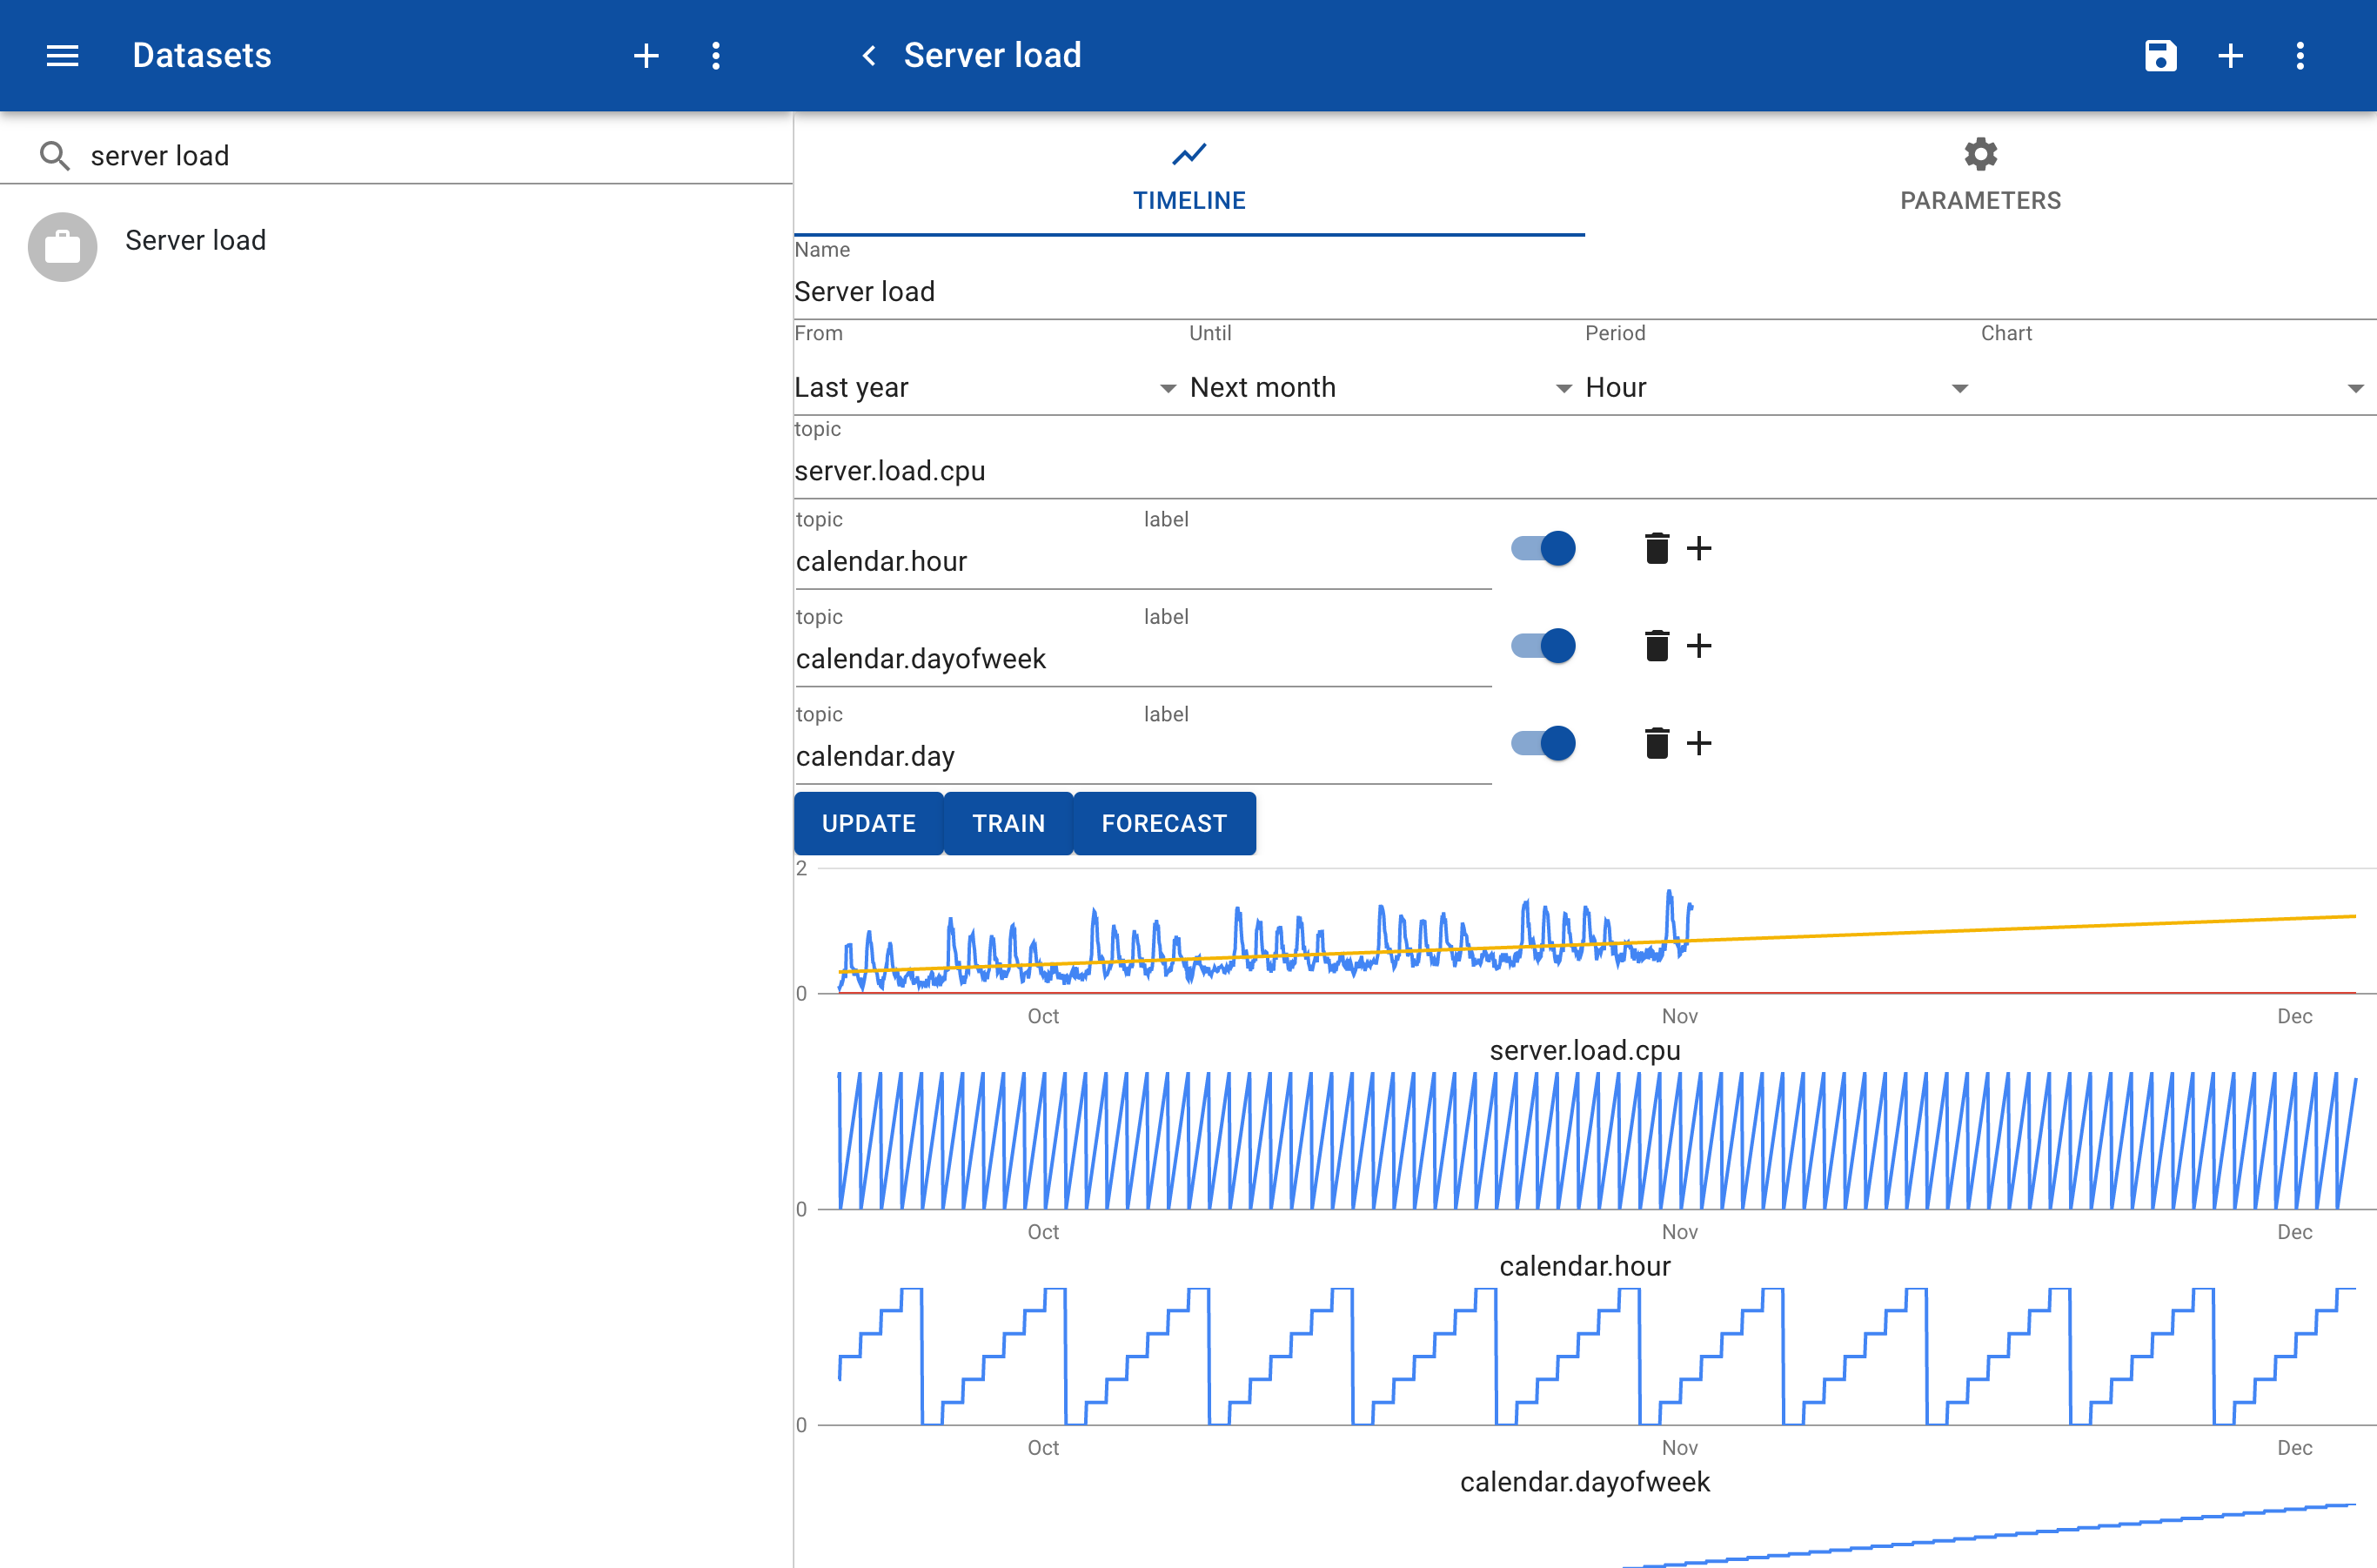 Datasets
Server load
server load
Server load
TIMELINE
PARAMETERS
Name
Server load
From Until Period Chart
Last year Next month Hour
topic
server.load.cpu
topic label
calendar.hour
topic label
calendar.dayofweek
topic label
calendar.day
UPDATE TRAIN FORECAST
2
0
Oct Nov Dec
server.load.cpu
0
Oct Nov Dec
calendar.hour
0
Oct Nov Dec
calendar.dayofweek